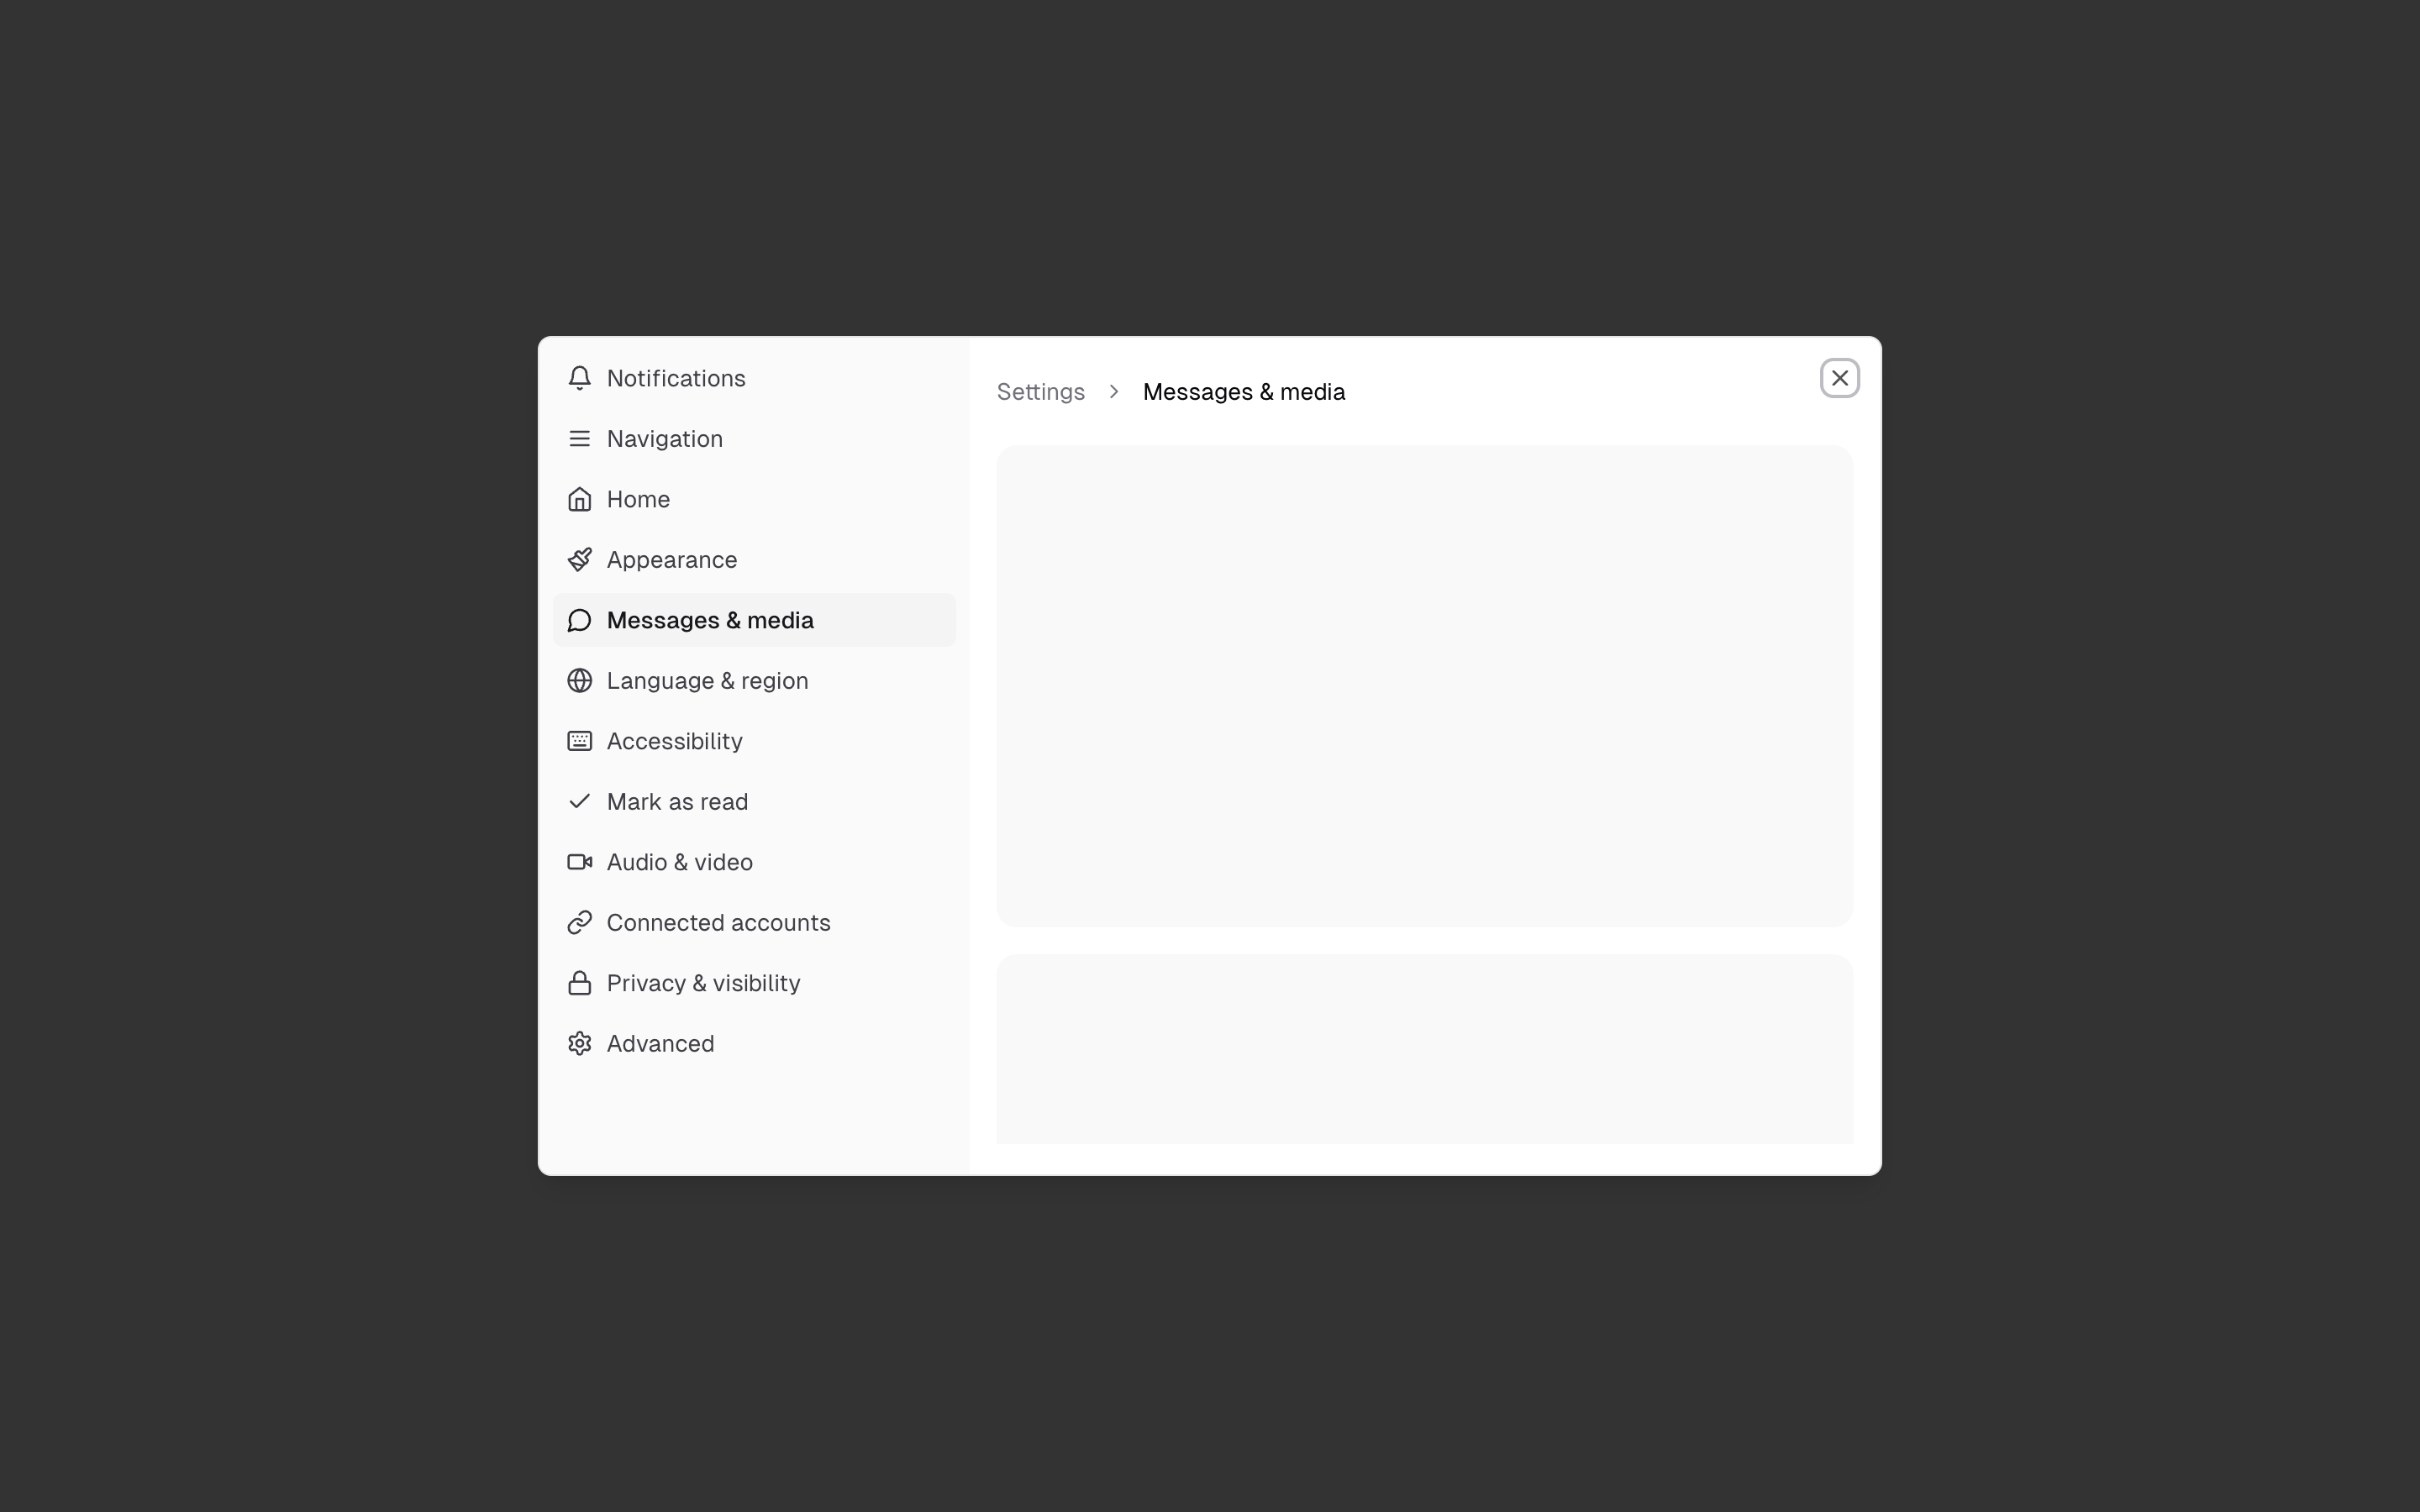 Notifications
Navigation
Home
Appearance
Messages & media
Language & region
Accessibility
Mark as read
Audio & video
Connected accounts
Privacy & visibility
Advanced
Settings > Messages & media